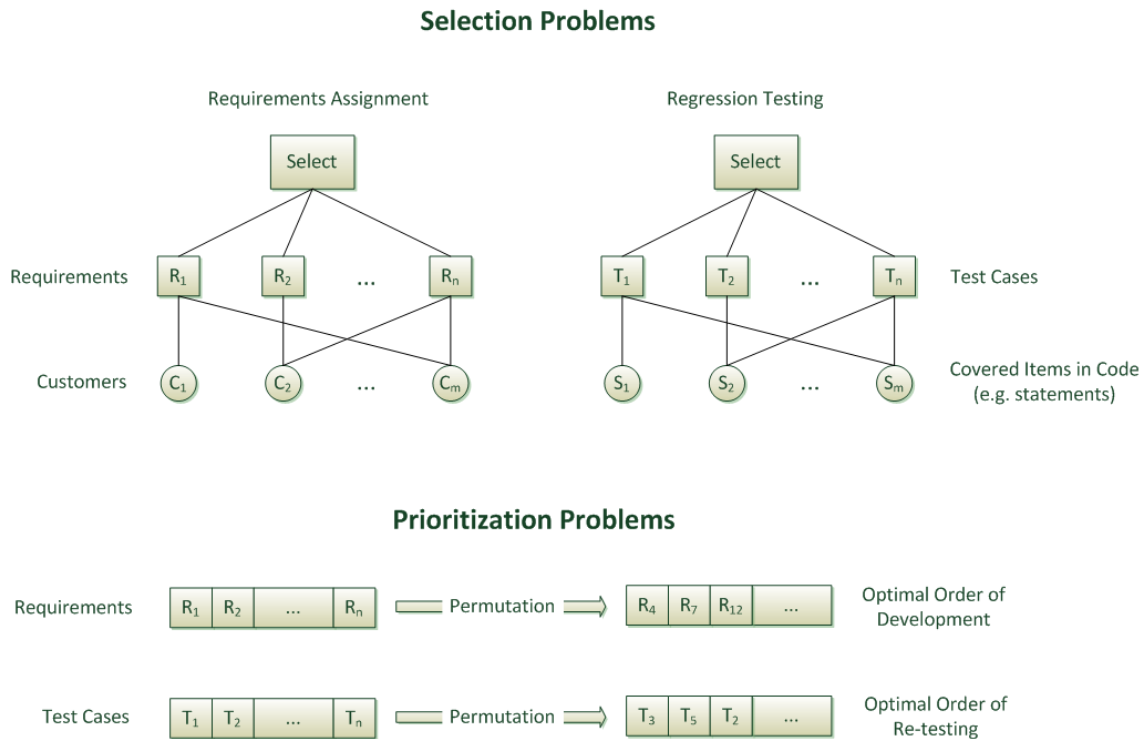 Selection Problems
Requirements Assignment
Regression Testing
Select
Select
Requirements
R1
R2
...
Rn
T1
T2
...
Tn
Test Cases
Customers
C1
C2
...
Cm
S1
S2
...
Sm
Covered Items in Code
(e.g. statements)
Prioritization Problems
Requirements
R1
R2
...
Rn
Permutation
R4
R7
R12
...
Optimal Order of
Development
Test Cases
T1
T2
...
Tn
Permutation
T3
T5
T2
...
Optimal Order of
Re-testing